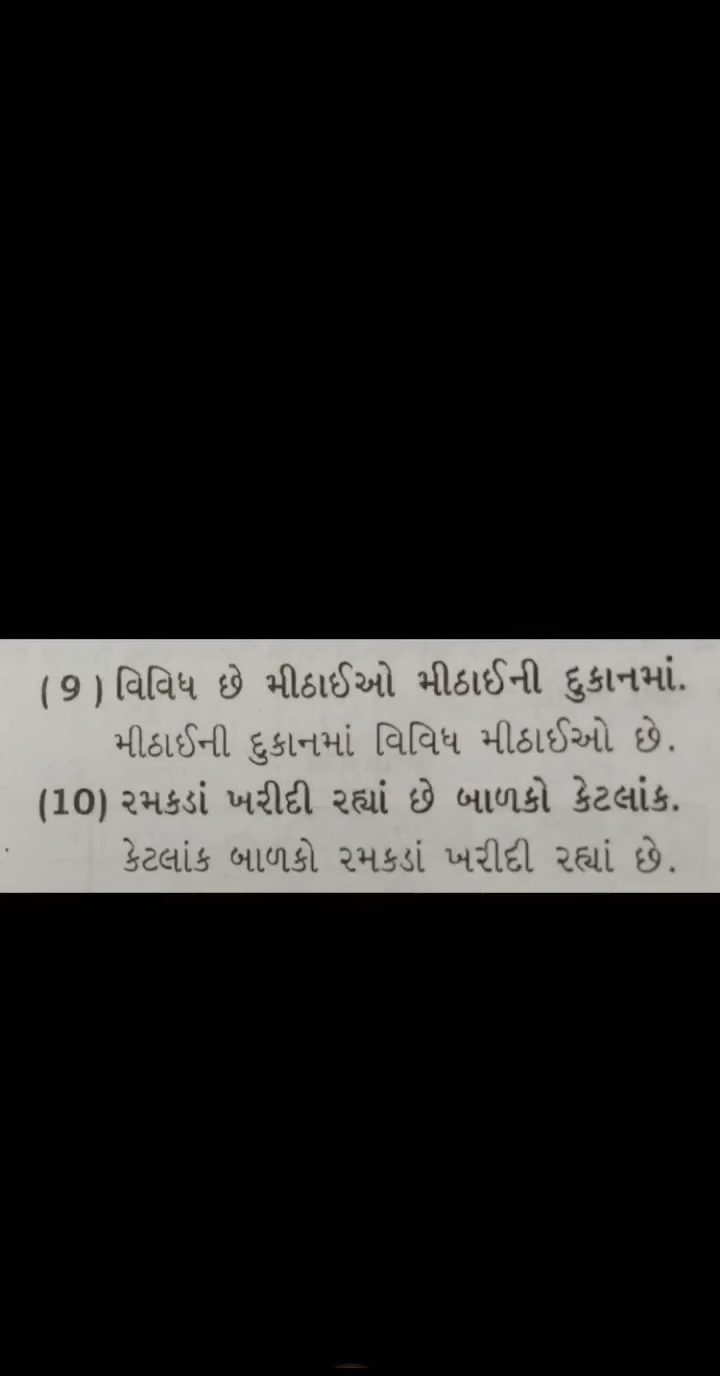 (9) વિવિધ છે મીઠાઈઓ મીઠાઈની દુકાનમાં.
મીઠાઈની દુકાનમાં વિવિધ મીઠાઈઓ છે.
(10) રમકડાં ખરીદી રહ્યાં છે બાળકો કેટલાંક.
કેટલાંક બાળકો રમકડાં ખરીદી રહ્યાં છે.